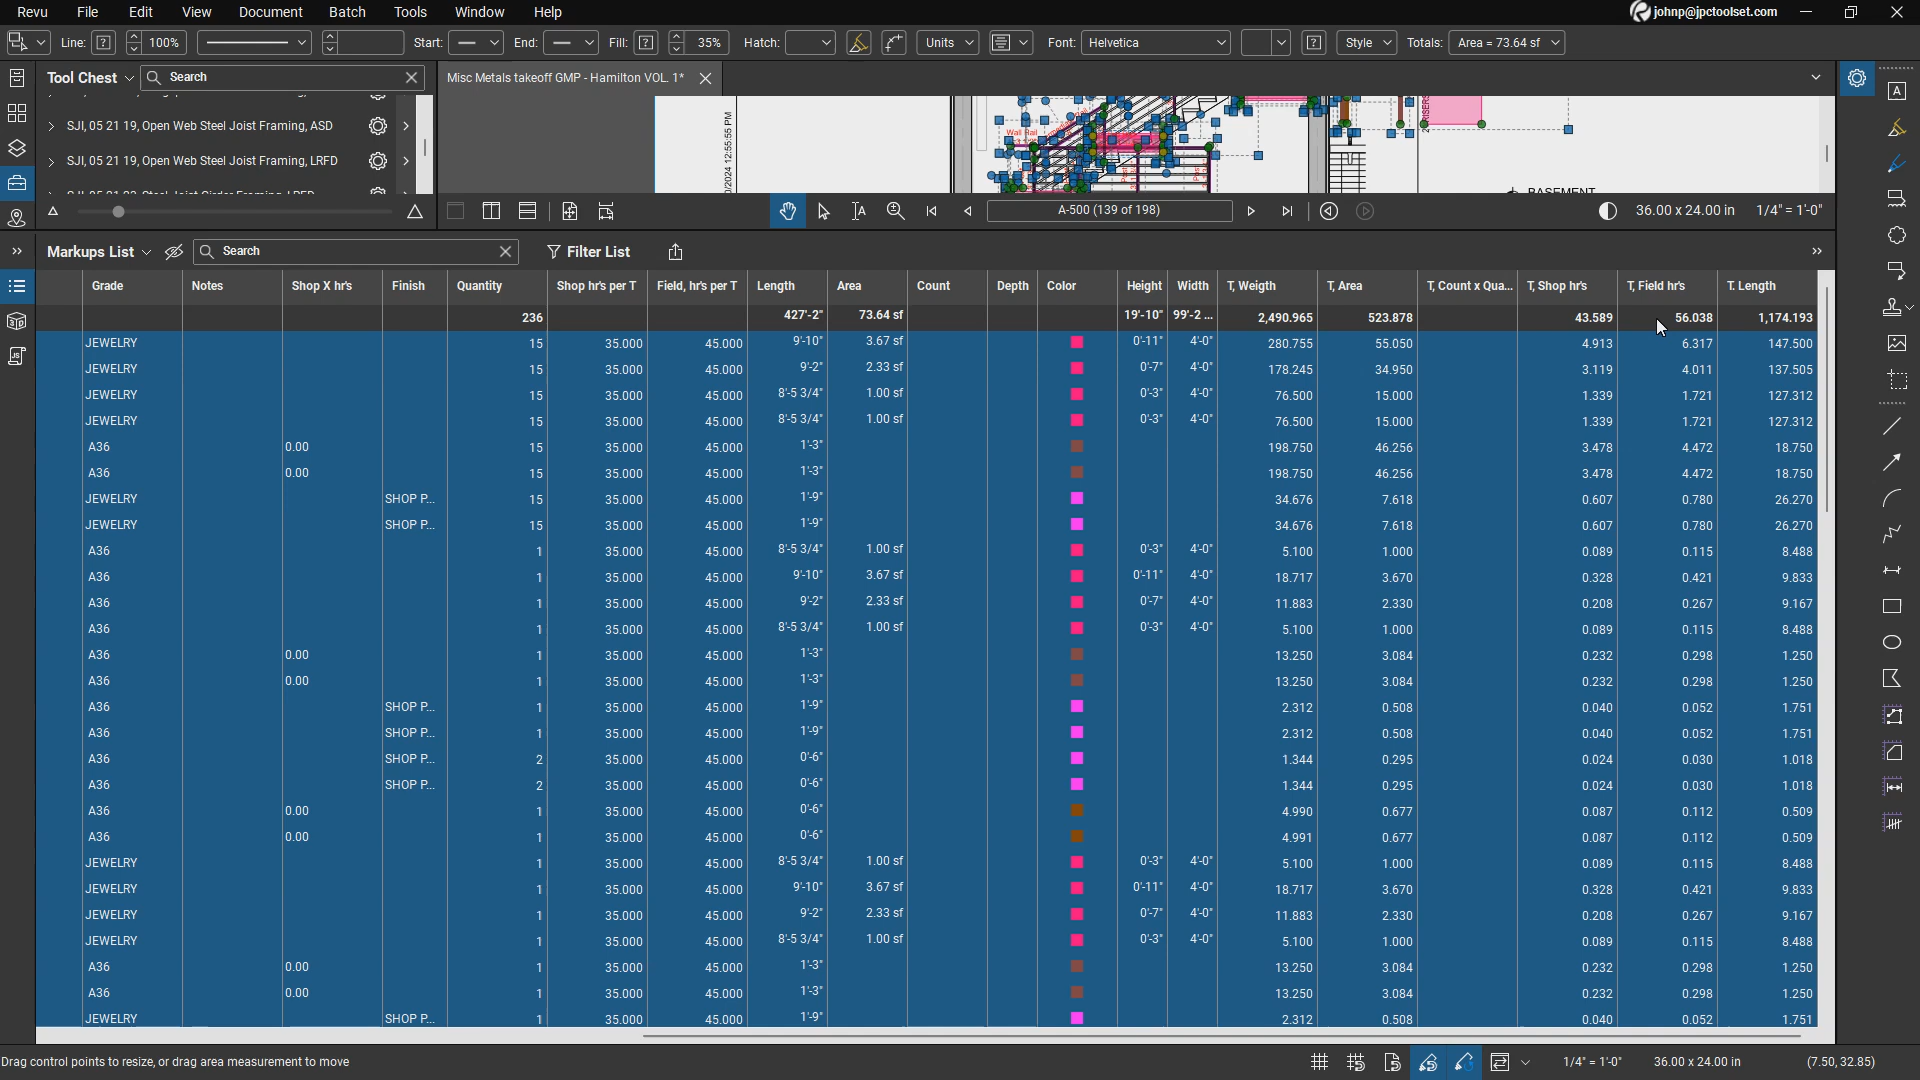 Revu File Edit View Document Batch Tools Window Help johnp@jpctoolset.com
Line: ? 100% Start: End: Fill: ? 35% Hatch: Units Font: Helvetica ? Style Totals: Area = 73.64 sf
Tool Chest Search Misc Metals takeoff GMP - Hamilton VOL. 1*
SJI, 05 21 19, Open Web Steel Joist Framing, ASD
SJI, 05 21 19, Open Web Steel Joist Framing, LRFD
Wall Rail
BASEMENT
A-500 (139 of 198) 36.00 x 24.00 in 1/4" = 1'-0"
Markups List Search Filter List
Grade Notes Shop X hr's Finish Quantity Shop hr's per T Field, hr's per T Length Area Count Depth Color Height Width T, Weigth T, Area T, Count x Qua... T, Shop hr's T, Field hr's T. Length
236 427'-2" 73.64 sf 19'-10" 99'-2 ... 2,490.965 523.878 43.589 56.038 1,174.193
JEWELRY 15 35.000 45.000 9'-10" 3.67 sf 0'-11" 4'-0" 280.755 55.050 4.913 6.317 147.500
JEWELRY 15 35.000 45.000 9'-2" 2.33 sf 0'-7" 4'-0" 178.245 34.950 3.119 4.011 137.505
JEWELRY 15 35.000 45.000 8'-5 3/4" 1.00 sf 0'-3" 4'-0" 76.500 15.000 1.339 1.721 127.312
JEWELRY 15 35.000 45.000 8'-5 3/4" 1.00 sf 0'-3" 4'-0" 76.500 15.000 1.339 1.721 127.312
A36 0.00 15 35.000 45.000 1'-3" 198.750 46.256 3.478 4.472 18.750
A36 0.00 15 35.000 45.000 1'-3" 198.750 46.256 3.478 4.472 18.750
JEWELRY SHOP P... 15 35.000 45.000 1'-9" 34.676 7.618 0.607 0.780 26.270
JEWELRY SHOP P... 15 35.000 45.000 1'-9" 34.676 7.618 0.607 0.780 26.270
A36 1 35.000 45.000 8'-5 3/4" 1.00 sf 0'-3" 4'-0" 5.100 1.000 0.089 0.115 8.488
A36 1 35.000 45.000 9'-10" 3.67 sf 0'-11" 4'-0" 18.717 3.670 0.328 0.421 9.833
A36 1 35.000 45.000 9'-2" 2.33 sf 0'-7" 4'-0" 11.883 2.330 0.208 0.267 9.167
A36 1 35.000 45.000 8'-5 3/4" 1.00 sf 0'-3" 4'-0" 5.100 1.000 0.089 0.115 8.488
A36 0.00 1 35.000 45.000 1'-3" 13.250 3.084 0.232 0.298 1.250
A36 0.00 1 35.000 45.000 1'-3" 13.250 3.084 0.232 0.298 1.250
A36 SHOP P... 1 35.000 45.000 1'-9" 2.312 0.508 0.040 0.052 1.751
A36 SHOP P... 1 35.000 45.000 1'-9" 2.312 0.508 0.040 0.052 1.751
A36 SHOP P... 2 35.000 45.000 0'-6" 1.344 0.295 0.024 0.030 1.018
A36 SHOP P... 2 35.000 45.000 0'-6" 1.344 0.295 0.024 0.030 1.018
A36 0.00 1 35.000 45.000 0'-6" 4.990 0.677 0.087 0.112 0.509
A36 0.00 1 35.000 45.000 0'-6" 4.991 0.677 0.087 0.112 0.509
JEWELRY 1 35.000 45.000 8'-5 3/4" 1.00 sf 0'-3" 4'-0" 5.100 1.000 0.089 0.115 8.488
JEWELRY 1 35.000 45.000 9'-10" 3.67 sf 0'-11" 4'-0" 18.717 3.670 0.328 0.421 9.833
JEWELRY 1 35.000 45.000 9'-2" 2.33 sf 0'-7" 4'-0" 11.883 2.330 0.208 0.267 9.167
JEWELRY 1 35.000 45.000 8'-5 3/4" 1.00 sf 0'-3" 4'-0" 5.100 1.000 0.089 0.115 8.488
A36 0.00 1 35.000 45.000 1'-3" 13.250 3.084 0.232 0.298 1.250
A36 0.00 1 35.000 45.000 1'-3" 13.250 3.084 0.232 0.298 1.250
JEWELRY SHOP P... 1 35.000 45.000 1'-9" 2.312 0.508 0.040 0.052 1.751
Drag control points to resize, or drag area measurement to move 1/4" = 1'-0" 36.00 x 24.00 in (7.50, 32.85)